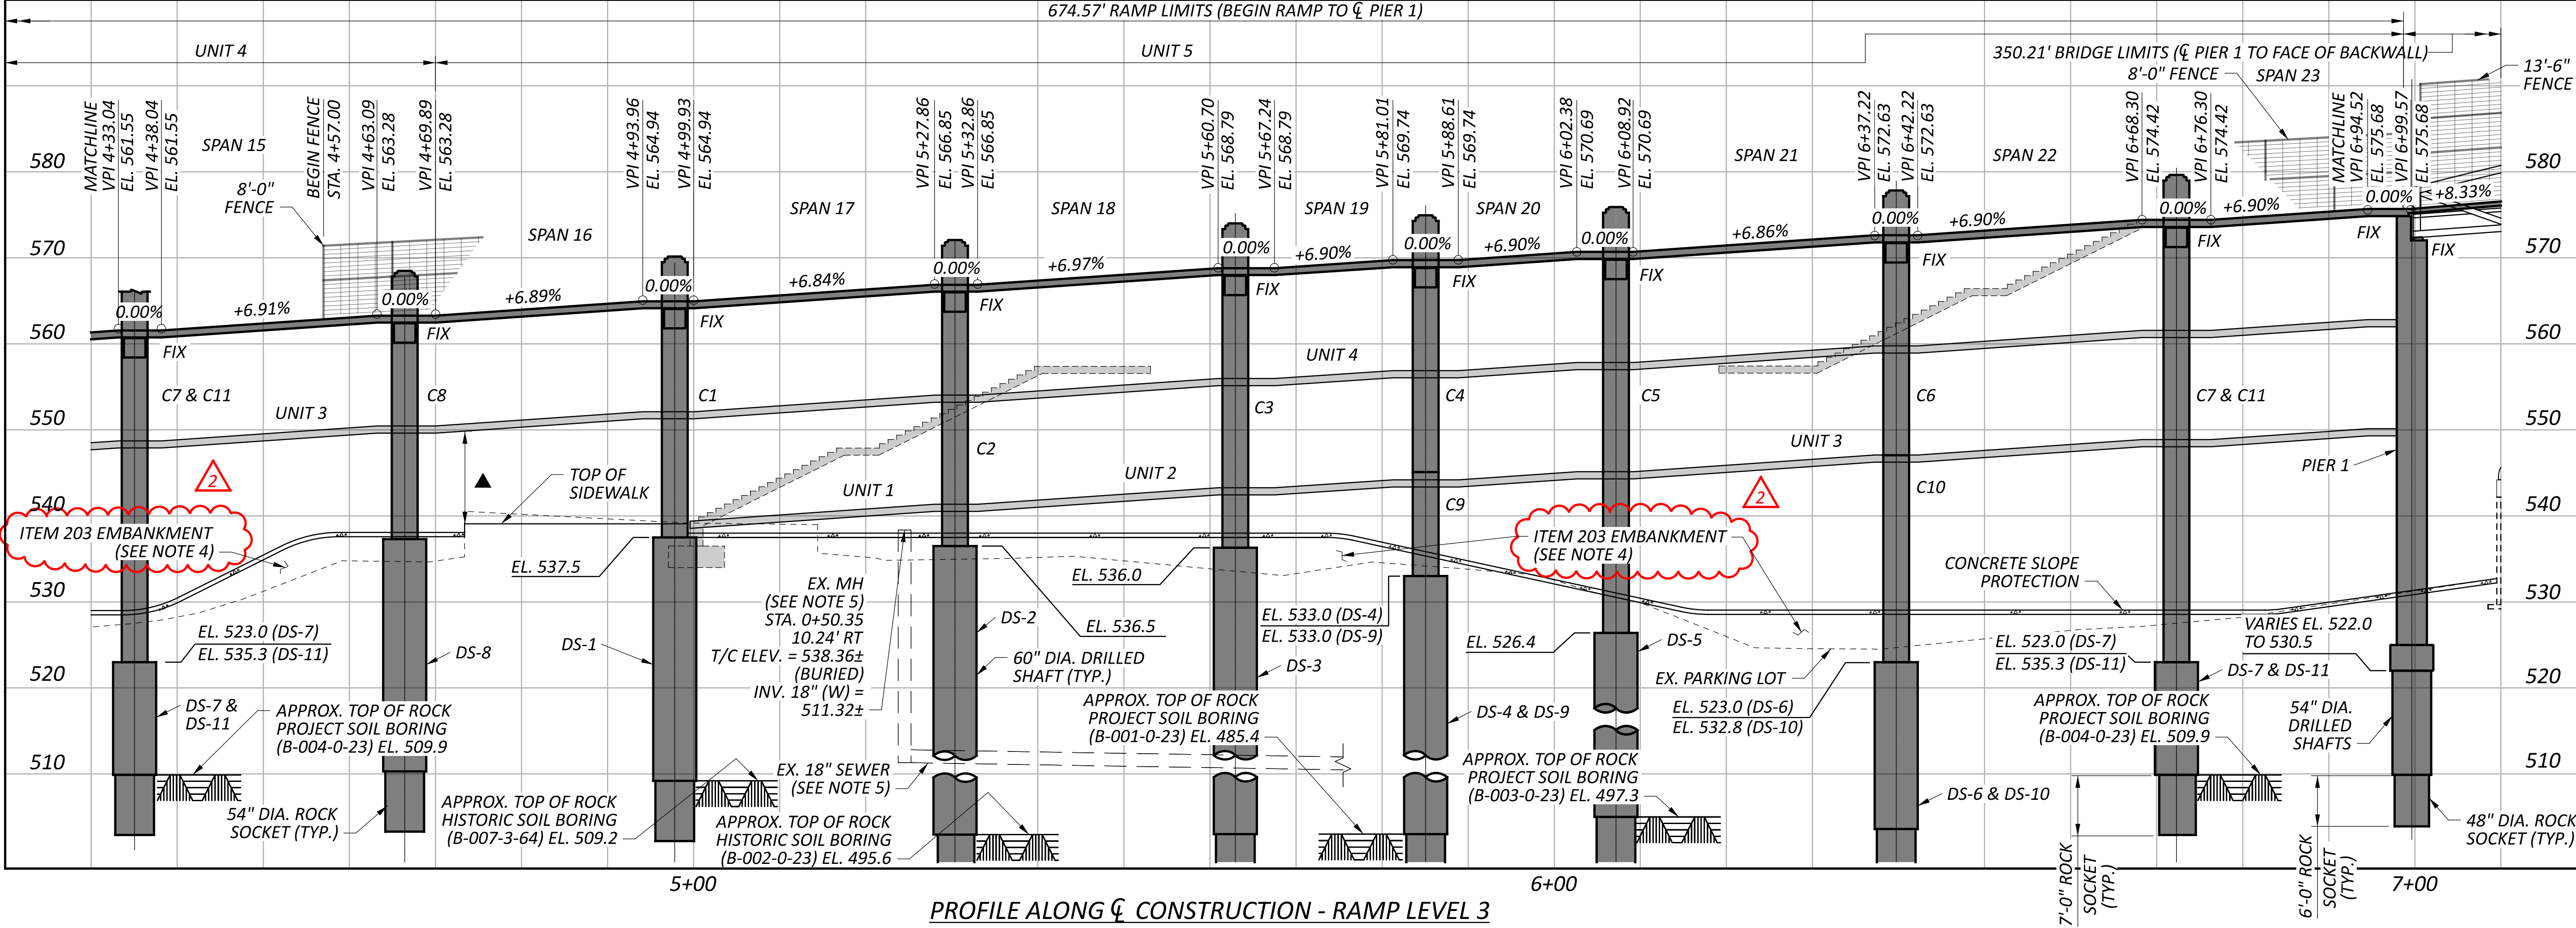 674.57' RAMP LIMITS (BEGIN RAMP TO ℄ PIER 1)
UNIT 4
UNIT 5
350.21' BRIDGE LIMITS (℄ PIER 1 TO FACE OF BACKWALL)
8'-0" FENCE
SPAN 23
13'-6"
FENCE
MATCHLINE
VPI 4+33.04
EL. 561.55
VPI 4+38.04
EL. 561.55
SPAN 15
BEGIN FENCE
STA. 4+57.00
VPI 4+63.09
EL. 563.28
VPI 4+69.89
EL. 563.28
VPI 4+93.96
EL. 564.94
VPI 4+99.93
EL. 564.94
VPI 5+27.86
EL. 566.85
VPI 5+32.86
EL. 566.85
VPI 5+60.70
EL. 568.79
VPI 5+67.24
EL. 568.79
VPI 5+81.01
EL. 569.74
VPI 5+88.61
EL. 569.74
VPI 6+02.38
EL. 570.69
VPI 6+08.92
EL. 570.69
SPAN 21
VPI 6+37.22
EL. 572.63
VPI 6+42.22
EL. 572.63
SPAN 22
VPI 6+68.30
EL. 574.42
VPI 6+76.30
EL. 574.42
MATCHLINE
VPI 6+94.52
EL. 575.68
VPI 6+99.57
EL. 575.68
580
580
8'-0"
FENCE
SPAN 16
SPAN 17
SPAN 18
SPAN 19
SPAN 20
570
570
0.00%
+6.91%
0.00%
+6.89%
0.00%
+6.84%
0.00%
+6.97%
0.00%
+6.90%
0.00%
+6.90%
0.00%
+6.86%
0.00%
+6.90%
0.00%
+6.90%
0.00%
+8.33%
FIX
FIX
FIX
FIX
FIX
FIX
FIX
FIX
FIX
FIX
FIX
560
560
C7 & C11
C8
C1
C2
C3
C4
C5
C6
C7 & C11
UNIT 4
550
550
UNIT 3
UNIT 1
UNIT 2
UNIT 3
C9
C10
PIER 1
2
2
TOP OF
SIDEWALK
540
540
ITEM 203 EMBANKMENT
(SEE NOTE 4)
ITEM 203 EMBANKMENT
(SEE NOTE 4)
CONCRETE SLOPE
PROTECTION
530
530
EL. 537.5
EX. MH
(SEE NOTE 5)
STA. 0+50.35
10.24' RT
T/C ELEV. = 538.36±
(BURIED)
INV. 18" (W) =
511.32±
EL. 536.0
EL. 536.5
EL. 533.0 (DS-4)
EL. 533.0 (DS-9)
EL. 526.4
EL. 523.0 (DS-7)
EL. 535.3 (DS-11)
EL. 523.0 (DS-7)
EL. 535.3 (DS-11)
VARIES EL. 522.0
TO 530.5
DS-8
DS-1
DS-2
60" DIA. DRILLED
SHAFT (TYP.)
DS-3
DS-5
EX. PARKING LOT
DS-7 & DS-11
520
520
DS-7 &
DS-11
APPROX. TOP OF ROCK
PROJECT SOIL BORING
(B-004-0-23) EL. 509.9
APPROX. TOP OF ROCK
PROJECT SOIL BORING
(B-001-0-23) EL. 485.4
DS-4 & DS-9
EL. 523.0 (DS-6)
EL. 532.8 (DS-10)
APPROX. TOP OF ROCK
PROJECT SOIL BORING
(B-004-0-23) EL. 509.9
54" DIA.
DRILLED
SHAFTS
510
510
54" DIA. ROCK
SOCKET (TYP.)
APPROX. TOP OF ROCK
HISTORIC SOIL BORING
(B-007-3-64) EL. 509.2
EX. 18" SEWER
(SEE NOTE 5)
APPROX. TOP OF ROCK
HISTORIC SOIL BORING
(B-002-0-23) EL. 495.6
APPROX. TOP OF ROCK
PROJECT SOIL BORING
(B-003-0-23) EL. 497.3
DS-6 & DS-10
48" DIA. ROCK
SOCKET (TYP.)
7'-0" ROCK
SOCKET
(TYP.)
6'-0" ROCK
SOCKET
(TYP.)
5+00
6+00
7+00
PROFILE ALONG ℄ CONSTRUCTION - RAMP LEVEL 3